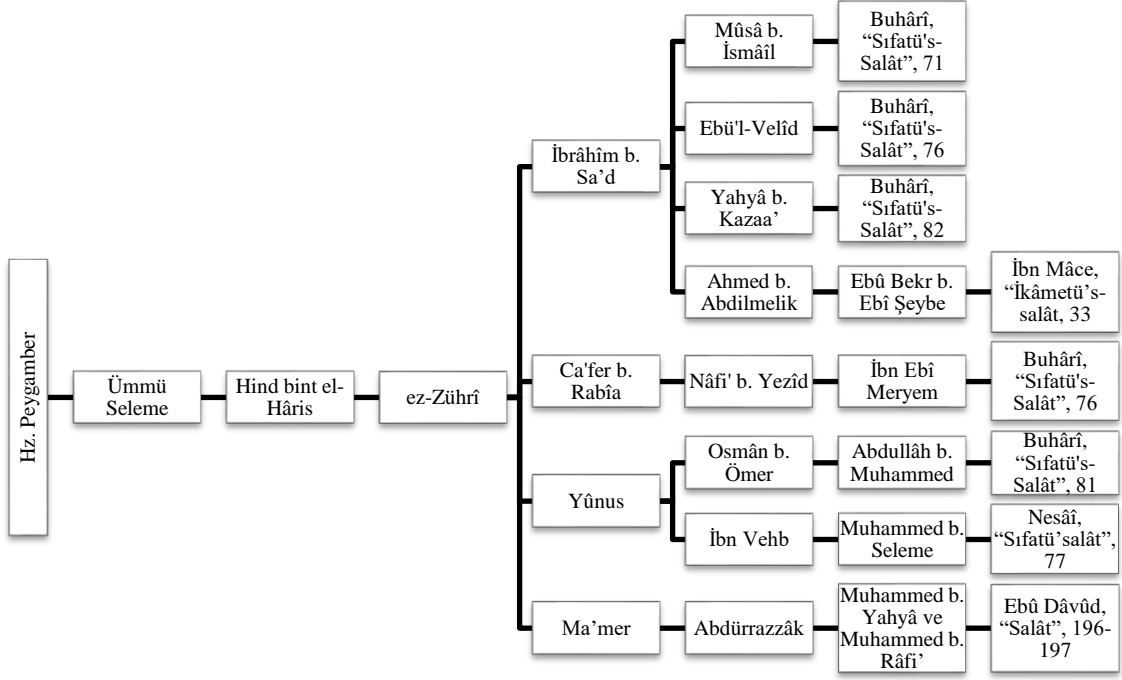 Hz. Peygamber
Ümmü
Seleme
Hind bint el-
Hâris
ez-Zührî
İbrâhîm b.
Sa’d
Mûsâ b.
İsmâîl
Buhârî,
“Sıfatü's-
Salât”, 71
Ebü'l-Velîd
Buhârî,
“Sıfatü's-
Salât”, 76
Yahyâ b.
Kazaa’
Buhârî,
“Sıfatü's-
Salât”, 82
Ahmed b.
Abdilmelik
Ebû Bekr b.
Ebî Şeybe
İbn Mâce,
“İkâmetü’s-
salât, 33
Ca'fer b.
Rabîa
Nâfi' b. Yezîd
İbn Ebî
Meryem
Buhârî,
“Sıfatü's-
Salât”, 76
Yûnus
Osmân b.
Ömer
Abdullâh b.
Muhammed
Buhârî,
“Sıfatü's-
Salât”, 81
İbn Vehb
Muhammed b.
Seleme
Nesâî,
“Sıfatü’salât”,
77
Ma’mer
Abdürrazzâk
Muhammed b.
Yahyâ ve
Muhammed b.
Râfi’
Ebû Dâvûd,
“Salât”, 196-
197